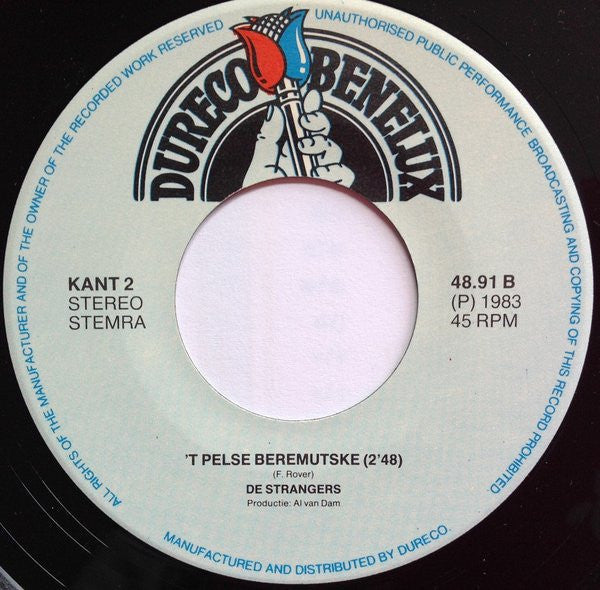 ALL RIGHTS OF THE MANUFACTURER AND OF THE OWNER OF THE RECORDED WORK RESERVED
UNAUTHORISED PUBLIC PERFORMANCE BROADCASTING AND COPYING OF THIS RECORD PROHIBITED.
DURECO BENELUX
KANT 2
STEREO
STEMRA
48.91 B
(P) 1983
45 RPM
'T PELSE BEREMUTSKE (2'48)
(F. Rover)
DE STRANGERS
Productie: Al van Dam
MANUFACTURED AND DISTRIBUTED BY DURECO.